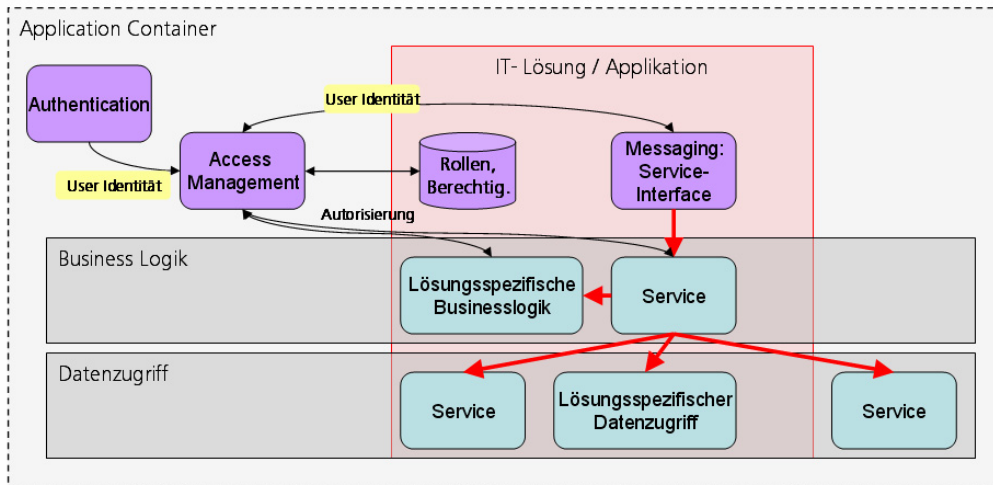 Application Container
IT- Lösung / Applikation
Authentication
User Identität
Access
Management
Rollen,
Berechtig.
Messaging:
Service-
Interface
User Identität
Autorisierung
Business Logik
Lösungsspezifische
Businesslogik
Service
Datenzugriff
Service
Lösungsspezifischer
Datenzugriff
Service